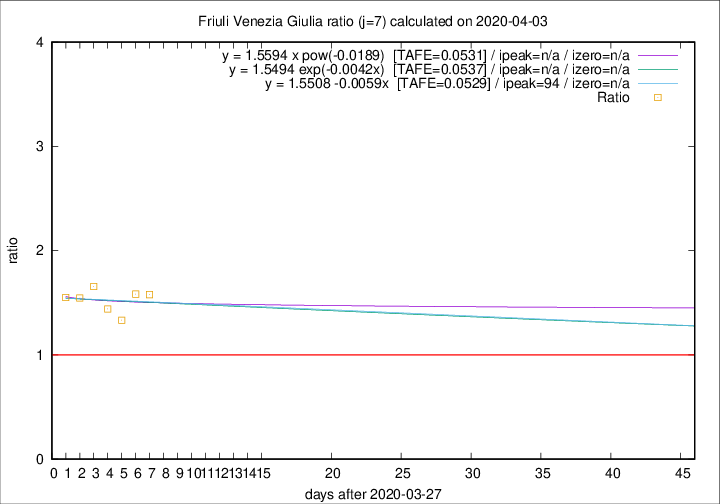 Friuli Venezia Giulia ratio (j=7) calculated on 2020-04-03
y = 1.5594 x pow(-0.0189)  [TAFE=0.0531] / ipeak=n/a / izero=n/a
y = 1.5494 exp(-0.0042x)  [TAFE=0.0537] / ipeak=n/a / izero=n/a
y = 1.5508 -0.0059x  [TAFE=0.0529] / ipeak=94 / izero=n/a
Ratio
4
3
2
1
0
ratio
0 1 2 3 4 5 6 7 8 9 10 11 12 13 14 15 20 25 30 35 40 45
days after 2020-03-27